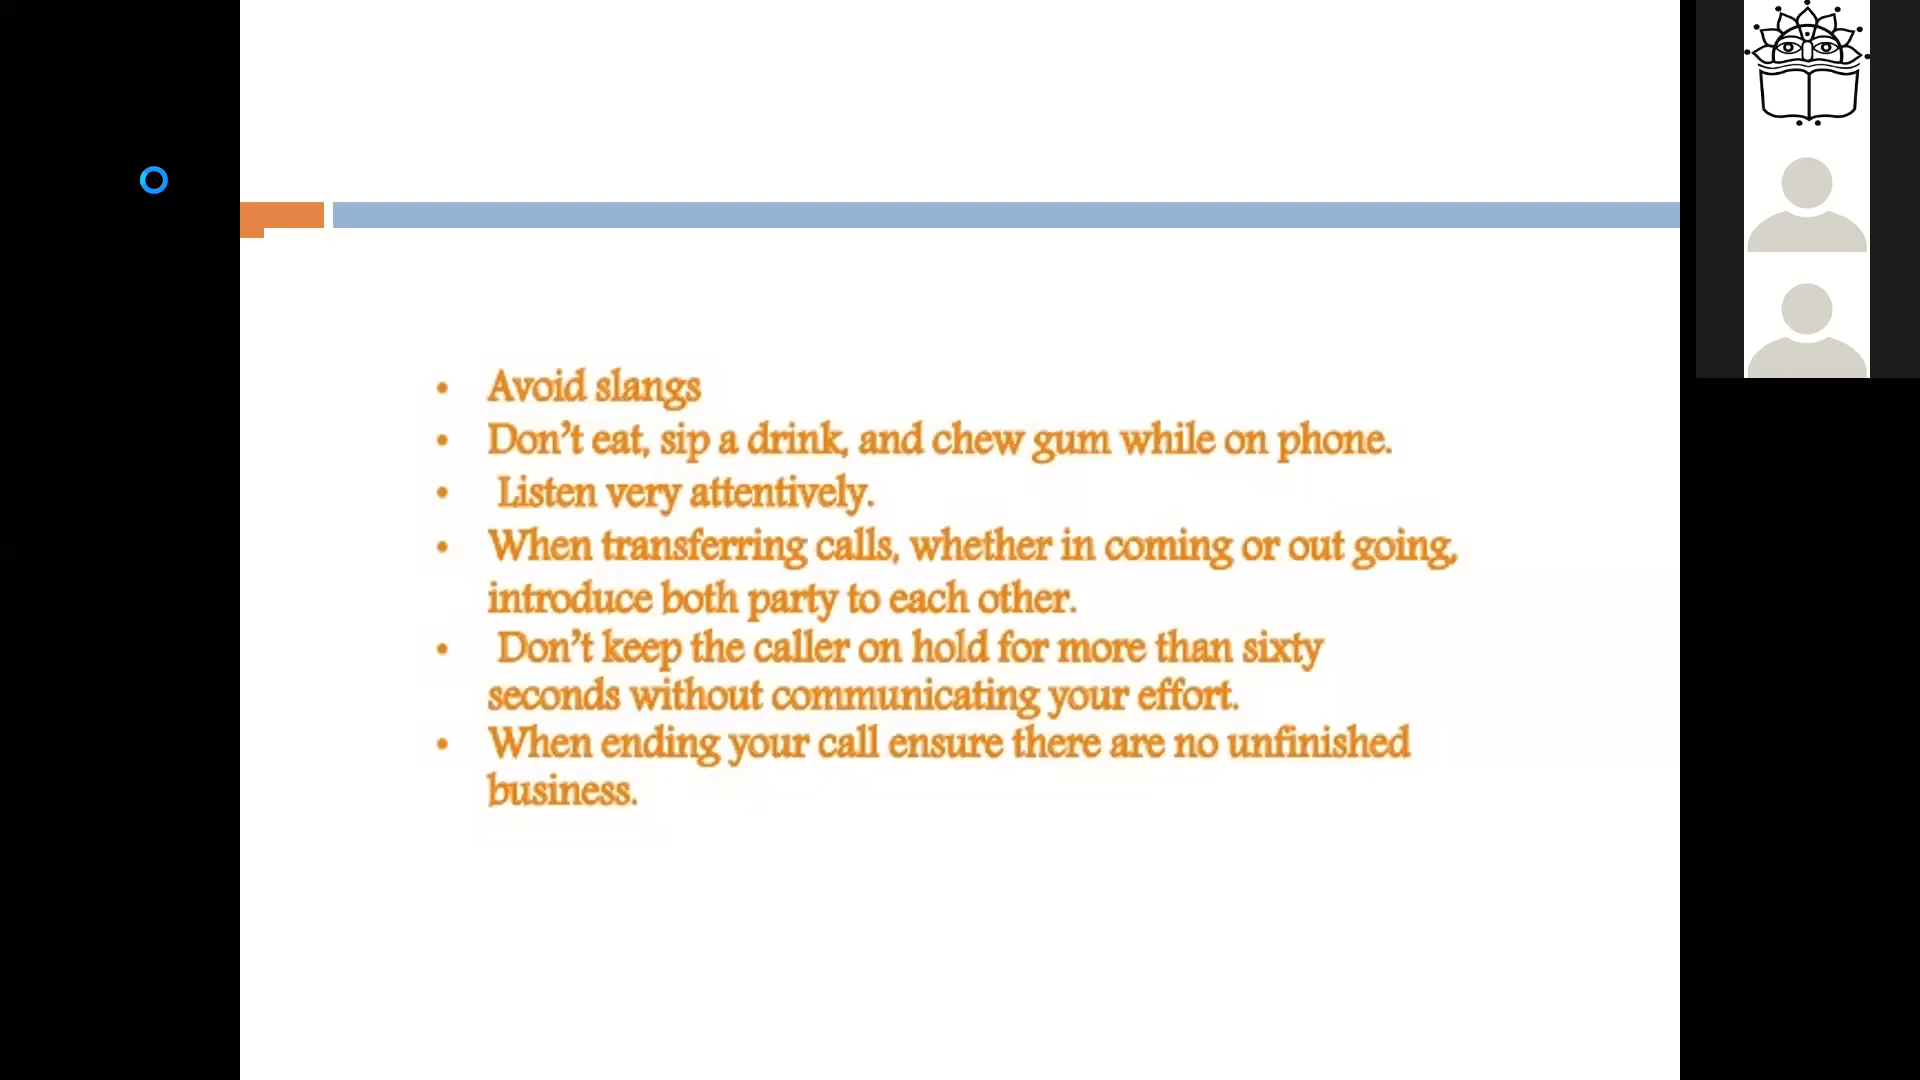 • Avoid slangs
• Don't eat, sip a drink, and chew gum while on phone.
• Listen very attentively.
• When transferring calls, whether in coming or out going,
introduce both party to each other.
• Don't keep the caller on hold for more than sixty
seconds without communicating your effort.
• When ending your call ensure there are no unfinished
business.